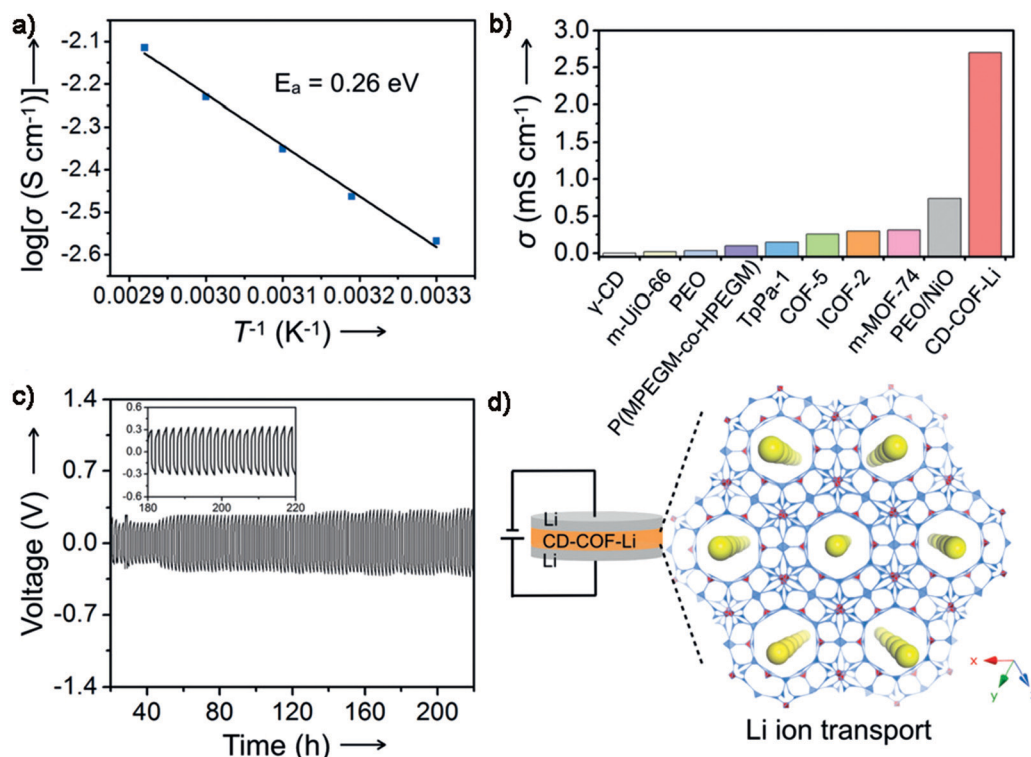 a)
log[σ (S cm⁻¹)]
-2.1
-2.2
-2.3
-2.4
-2.5
-2.6
Eₐ = 0.26 eV
0.0029 0.0030 0.0031 0.0032 0.0033
T⁻¹ (K⁻¹)
b)
σ (mS cm⁻¹)
3.0
2.5
2.0
1.5
1.0
0.5
0.0
γ-CD
m-UiO-66
PEO
P(MPEGM-co-HPEGM)
TpPa-1
COF-5
ICOF-2
m-MOF-74
PEO/NiO
CD-COF-Li
c)
Voltage (V)
1.4
0.7
0.0
-0.7
-1.4
0.6
0.3
0.0
-0.3
-0.6
180 200 220
40 80 120 160 200
Time (h)
d)
Li
CD-COF-Li
Li
x
y
Li ion transport